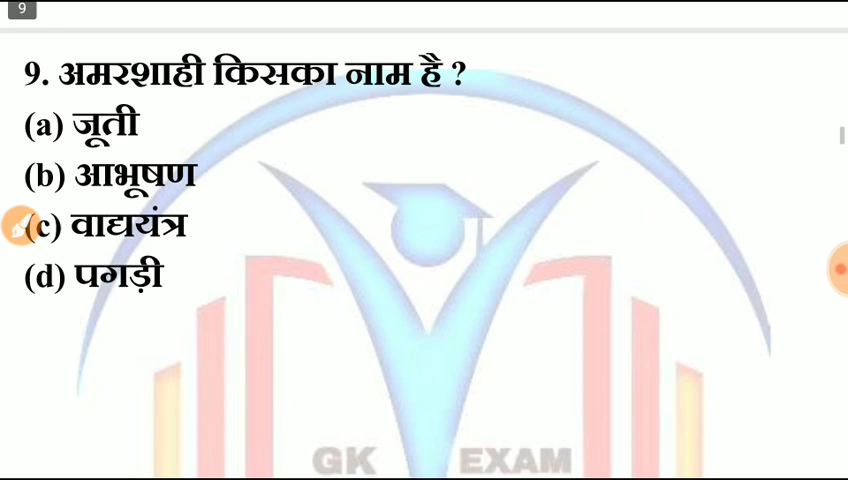 9
9. अमरशाही किसका नाम है ?
(a) जूती
(b) आभूषण
(c) वाद्ययंत्र
(d) पगड़ी
GK EXAM